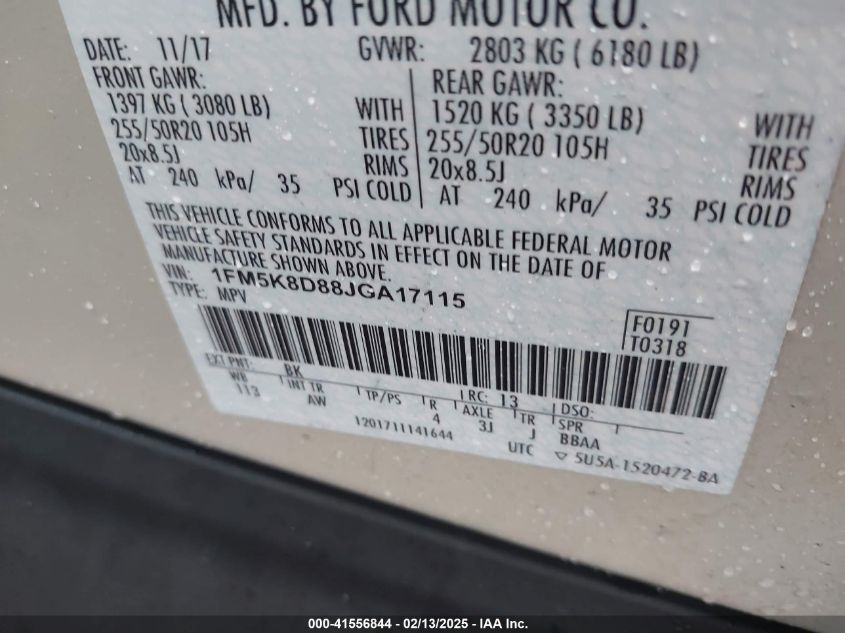 MFD. BY FORD MOTOR CO.
DATE: 11/17 GVWR: 2803 KG ( 6180 LB)
FRONT GAWR: REAR GAWR:
1397 KG ( 3080 LB) WITH 1520 KG ( 3350 LB) WITH
255/50R20 105H TIRES 255/50R20 105H TIRES
20x8.5J RIMS 20x8.5J RIMS
AT 240 kPa/ 35 PSI COLD AT 240 kPa/ 35 PSI COLD
THIS VEHICLE CONFORMS TO ALL APPLICABLE FEDERAL MOTOR
VEHICLE SAFETY STANDARDS IN EFFECT ON THE DATE OF
MANUFACTURE SHOWN ABOVE.
VIN: 1FM5K8D88JGA17115
TYPE: MPV
F0191
T0318
EXT PNT: BK RC: 13 DSO:
WB INT TR TP/PS R AXLE TR SPR
113 AW 4 3J J BBAA
1201711141644 UTC ▽ 5U5A-1520472-BA
000-41556844 - 02/13/2025 - IAAI.com